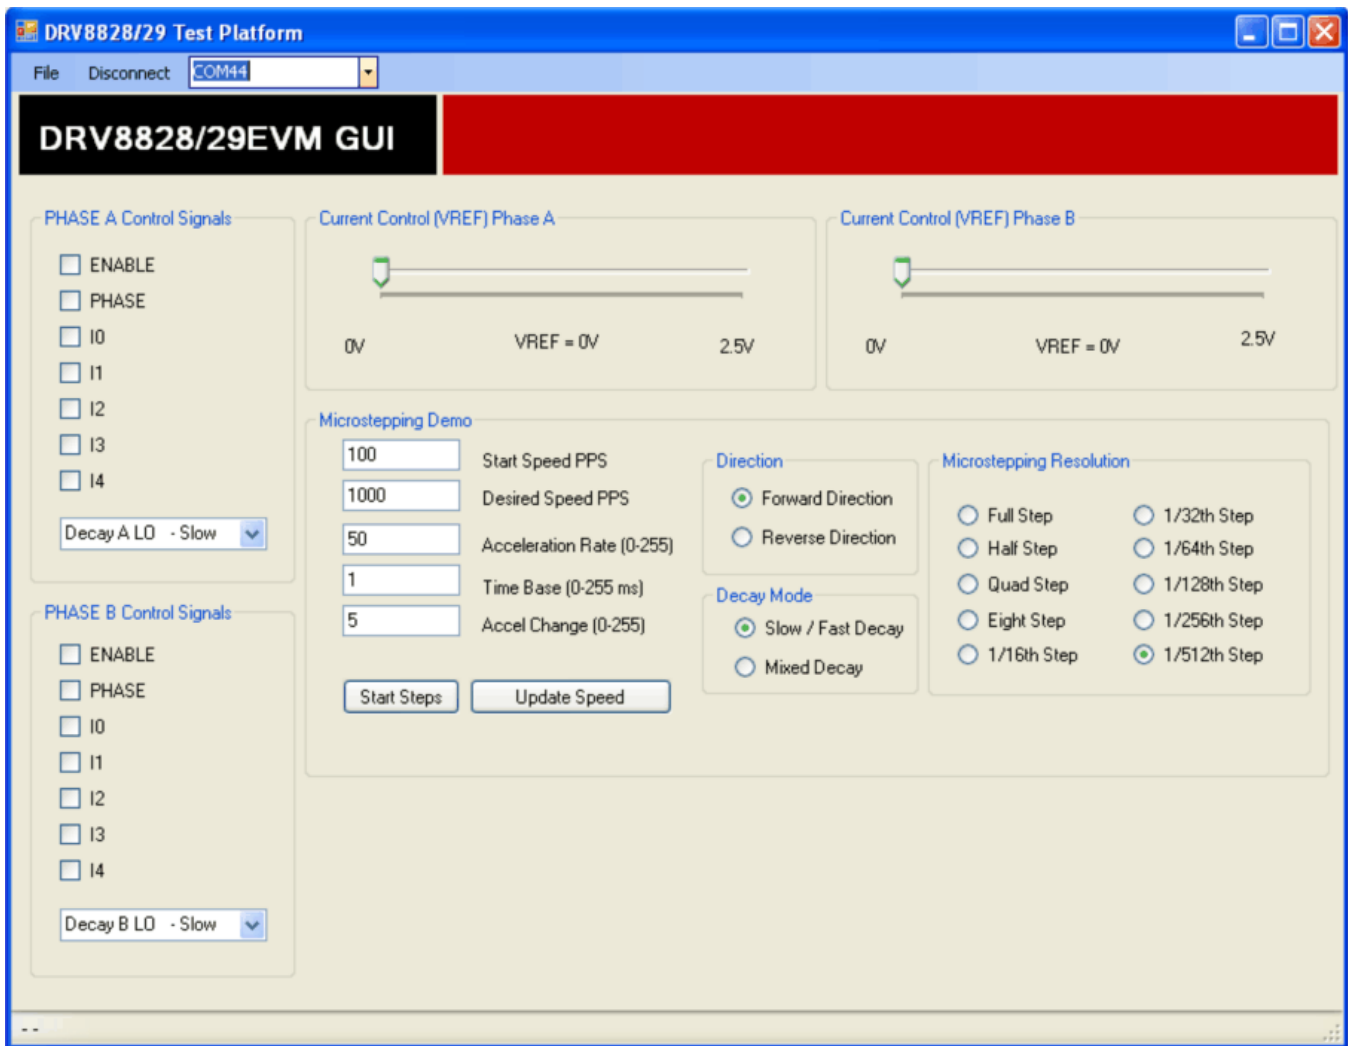 DRV8828/29 Test Platform
File Disconnect COM44
DRV8828/29EVM GUI
PHASE A Control Signals
ENABLE
PHASE
I0
I1
I2
I3
I4
Decay A LO - Slow
PHASE B Control Signals
ENABLE
PHASE
I0
I1
I2
I3
I4
Decay B LO - Slow
Current Control (VREF) Phase A
0V VREF = 0V 2.5V
Current Control (VREF) Phase B
0V VREF = 0V 2.5V
Microstepping Demo
100 Start Speed PPS
1000 Desired Speed PPS
50 Acceleration Rate (0-255)
1 Time Base (0-255 ms)
5 Accel Change (0-255)
Start Steps Update Speed
Direction
Forward Direction
Reverse Direction
Decay Mode
Slow / Fast Decay
Mixed Decay
Microstepping Resolution
Full Step 1/32th Step
Half Step 1/64th Step
Quad Step 1/128th Step
Eight Step 1/256th Step
1/16th Step 1/512th Step
- -